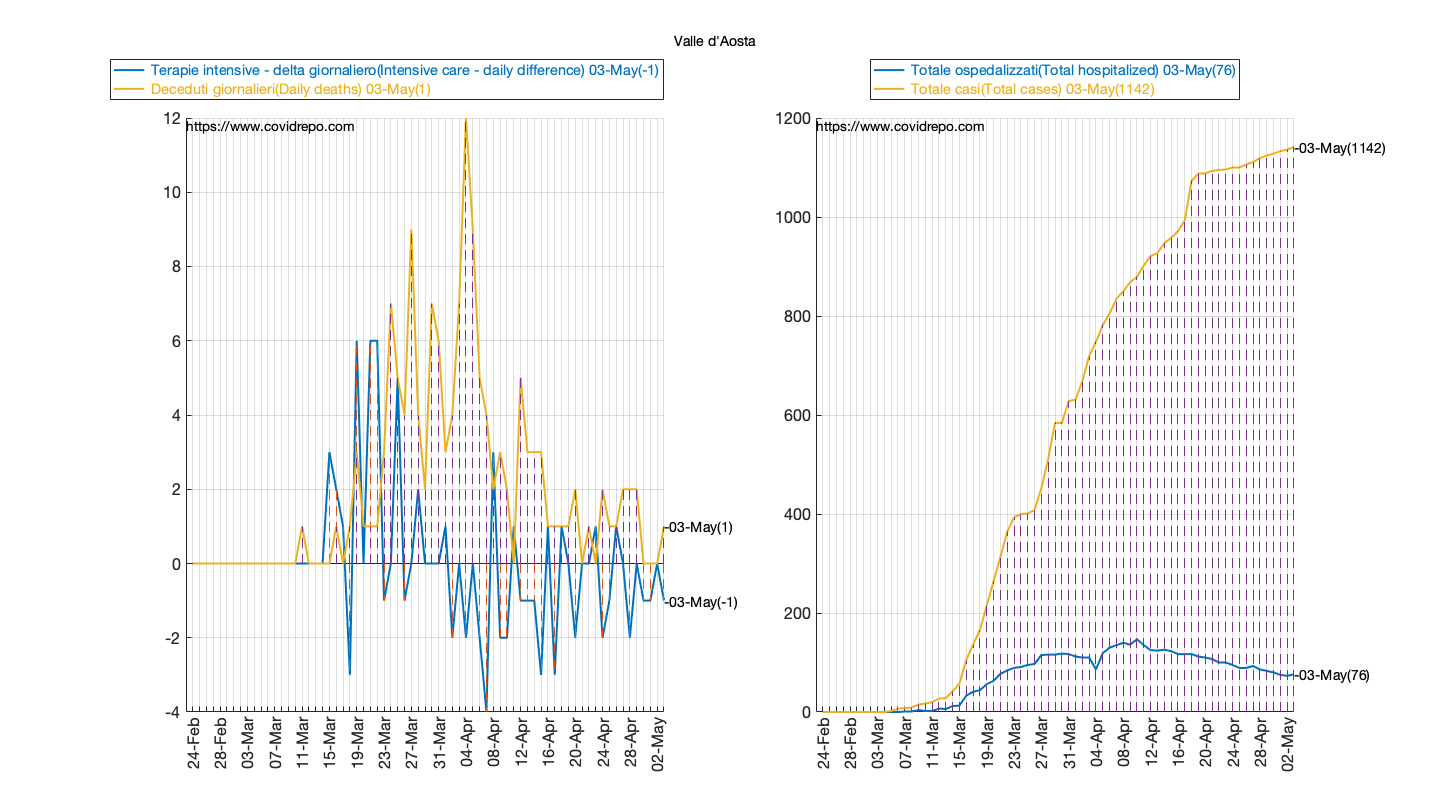 Valle d'Aosta
Terapie intensive - delta giornaliero(Intensive care - daily difference) 03-May(-1)
Deceduti giornalieri(Daily deaths) 03-May(1)
https://www.covidrepo.com
12
10
8
6
4
2
0
-2
-4
-03-May(1)
-03-May(-1)
24-Feb
28-Feb
03-Mar
07-Mar
11-Mar
15-Mar
19-Mar
23-Mar
27-Mar
31-Mar
04-Apr
08-Apr
12-Apr
16-Apr
20-Apr
24-Apr
28-Apr
02-May
Totale ospedalizzati(Total hospitalized) 03-May(76)
Totale casi(Total cases) 03-May(1142)
https://www.covidrepo.com
1200
1000
800
600
400
200
0
-03-May(1142)
-03-May(76)
24-Feb
28-Feb
03-Mar
07-Mar
11-Mar
15-Mar
19-Mar
23-Mar
27-Mar
31-Mar
04-Apr
08-Apr
12-Apr
16-Apr
20-Apr
24-Apr
28-Apr
02-May